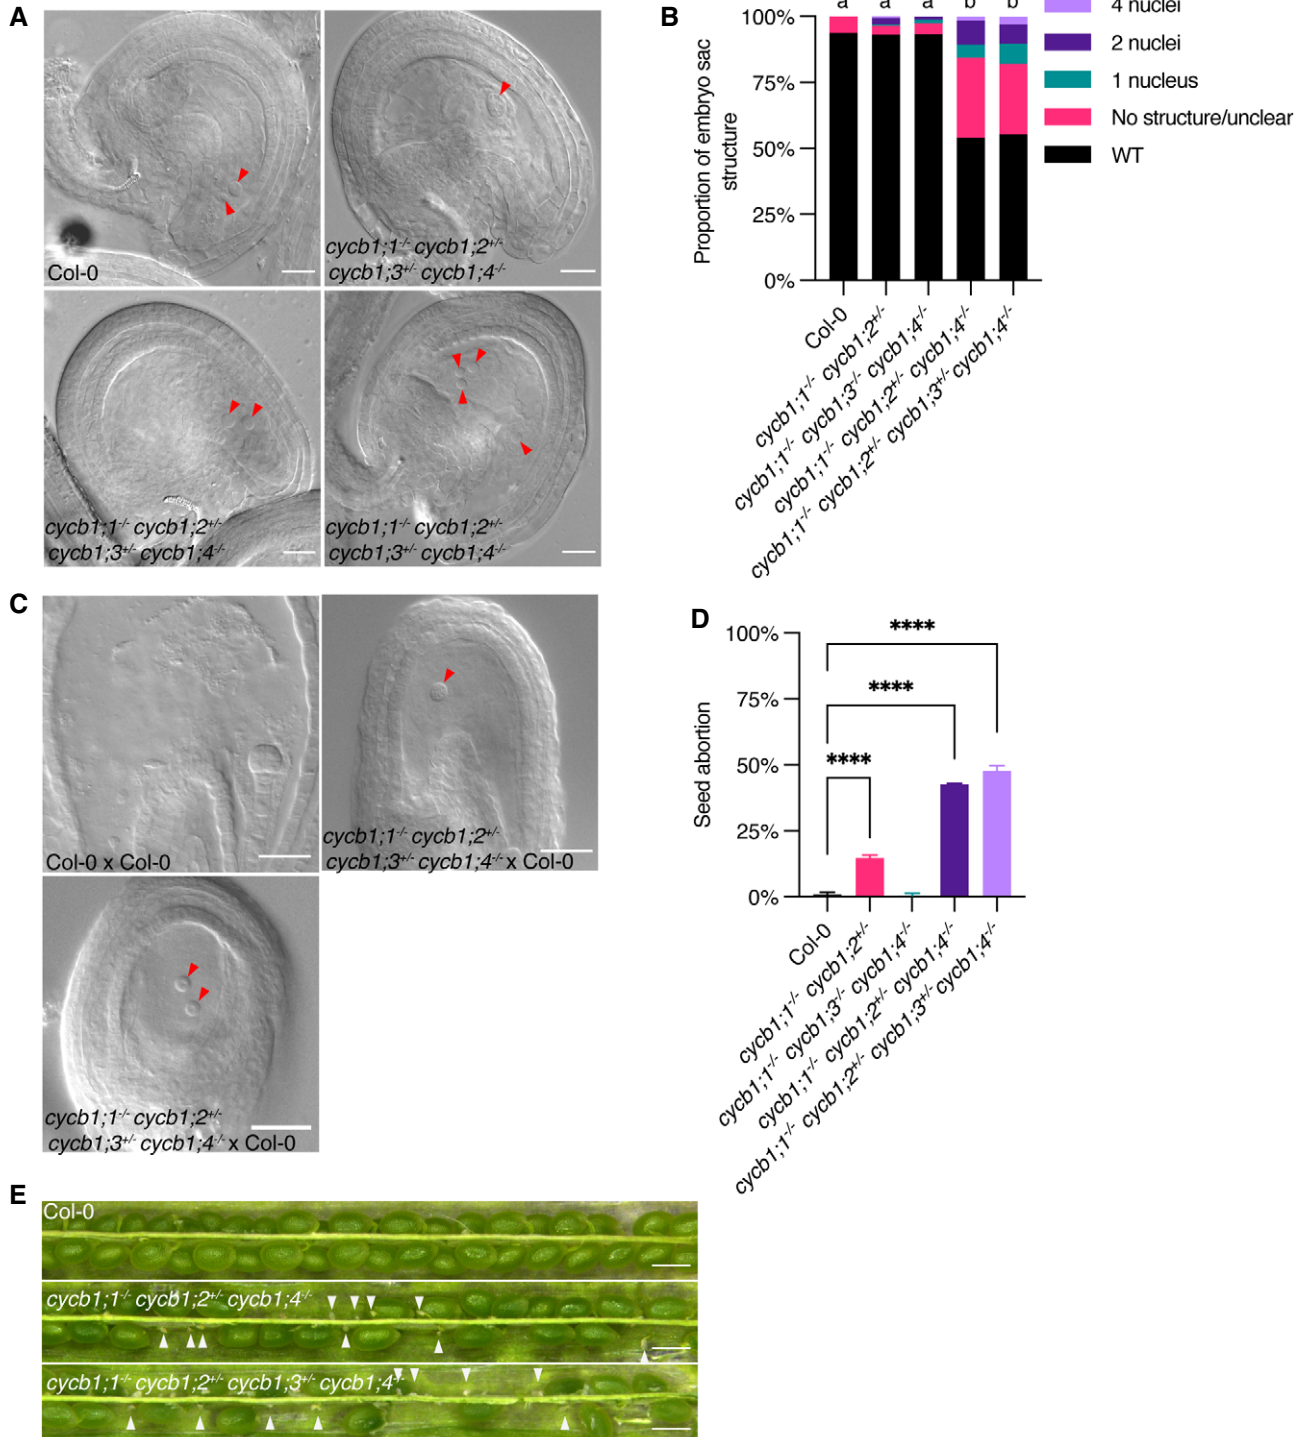 A
Col-0
cycb1;1-/- cycb1;2+/-
cycb1;3+/- cycb1;4-/-
cycb1;1-/- cycb1;2+/-
cycb1;3+/- cycb1;4-/-
cycb1;1-/- cycb1;2+/-
cycb1;3+/- cycb1;4-/-
B
a a a b b
100%
75%
50%
25%
0%
Proportion of embryo sac
structure
4 nuclei
2 nuclei
1 nucleus
No structure/unclear
WT
Col-0
cycb1;1-/- cycb1;2+/-
cycb1;1-/- cycb1;3-/- cycb1;4-/-
cycb1;1-/- cycb1;2+/- cycb1;4-/-
cycb1;1-/- cycb1;2+/- cycb1;3+/- cycb1;4-/-
C
Col-0 x Col-0
cycb1;1-/- cycb1;2+/-
cycb1;3+/- cycb1;4-/- x Col-0
cycb1;1-/- cycb1;2+/-
cycb1;3+/- cycb1;4-/- x Col-0
D
100%
75%
50%
25%
0%
Seed abortion
****
****
****
Col-0
cycb1;1-/- cycb1;2+/-
cycb1;1-/- cycb1;3-/- cycb1;4-/-
cycb1;1-/- cycb1;2+/- cycb1;4-/-
cycb1;1-/- cycb1;2+/- cycb1;3+/- cycb1;4-/-
E
Col-0
cycb1;1-/- cycb1;2+/- cycb1;4-/-
cycb1;1-/- cycb1;2+/- cycb1;3+/- cycb1;4-/-